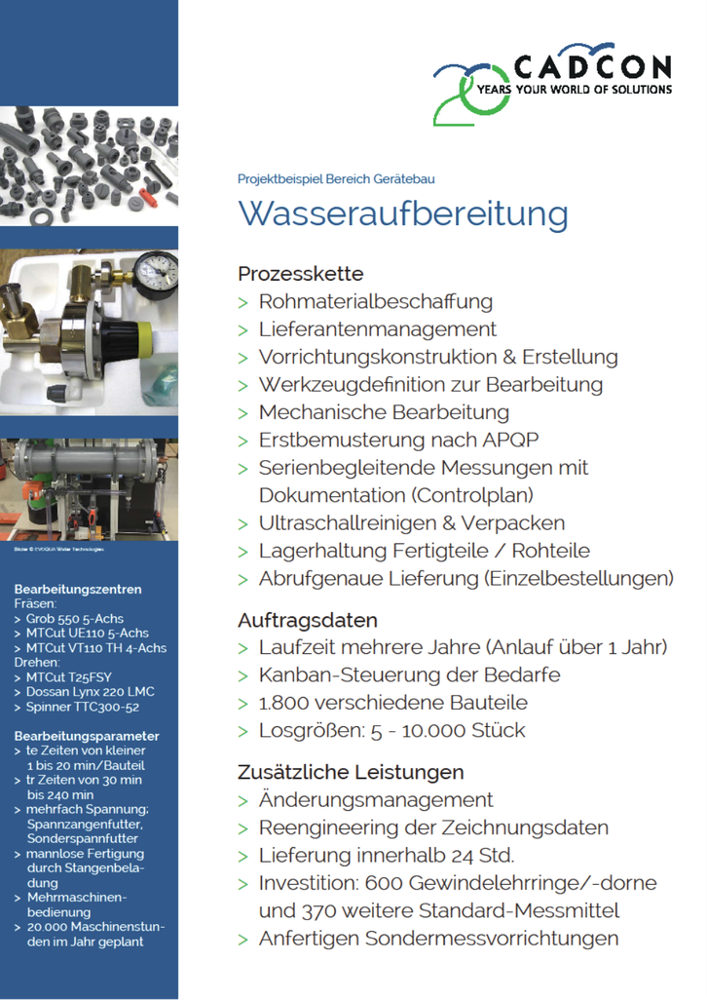 CADCON
20 YEARS YOUR WORLD OF SOLUTIONS
Projektbeispiel Bereich Gerätebau
Wasseraufbereitung
Prozesskette
> Rohmaterialbeschaffung
> Lieferantenmanagement
> Vorrichtungskonstruktion & Erstellung
> Werkzeugdefinition zur Bearbeitung
> Mechanische Bearbeitung
> Erstbemusterung nach APQP
> Serienbegleitende Messungen mit
Dokumentation (Controlplan)
> Ultraschallreinigen & Verpacken
> Lagerhaltung Fertigteile / Rohteile
> Abrufgenaue Lieferung (Einzelbestellungen)
Auftragsdaten
> Laufzeit mehrere Jahre (Anlauf über 1 Jahr)
> Kanban-Steuerung der Bedarfe
> 1.800 verschiedene Bauteile
> Losgrößen: 5 - 10.000 Stück
Zusätzliche Leistungen
> Änderungsmanagement
> Reengineering der Zeichnungsdaten
> Lieferung innerhalb 24 Std.
> Investition: 600 Gewindelehrringe/-dorne
und 370 weitere Standard-Messmittel
> Anfertigen Sondermessvorrichtungen
Bilder © EVOQUA Water Technologies
Bearbeitungszentren
Fräsen:
> Grob 550 5-Achs
> MTCut UE110 5-Achs
> MTCut VT110 TH 4-Achs
Drehen:
> MTCut T25FSY
> Dossan Lynx 220 LMC
> Spinner TTC300-52
Bearbeitungsparameter
> te Zeiten von kleiner
1 bis 20 min/Bauteil
> tr Zeiten von 30 min
bis 240 min
> mehrfach Spannung;
Spannzangenfutter,
Sonderspannfutter
> mannlose Fertigung
durch Stangenbela-
dung
> Mehrmaschinen-
bedienung
> 20.000 Maschinenstun-
den im Jahr geplant